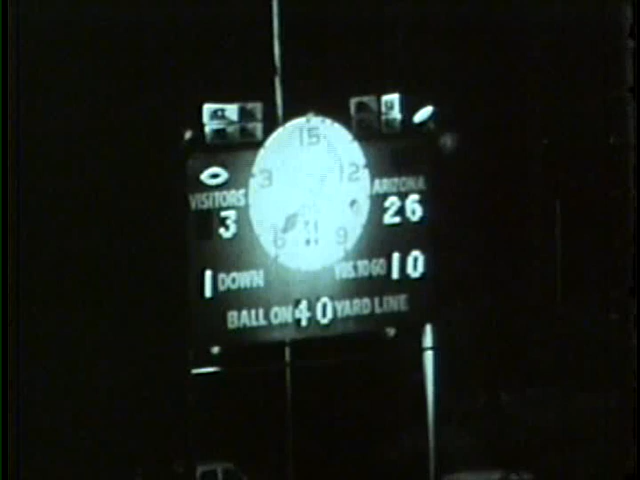 15
3 12
6 9
VISITORS ARIZONA
3 26
1 DOWN YDS. TO GO 10
BALL ON 40 YARD LINE